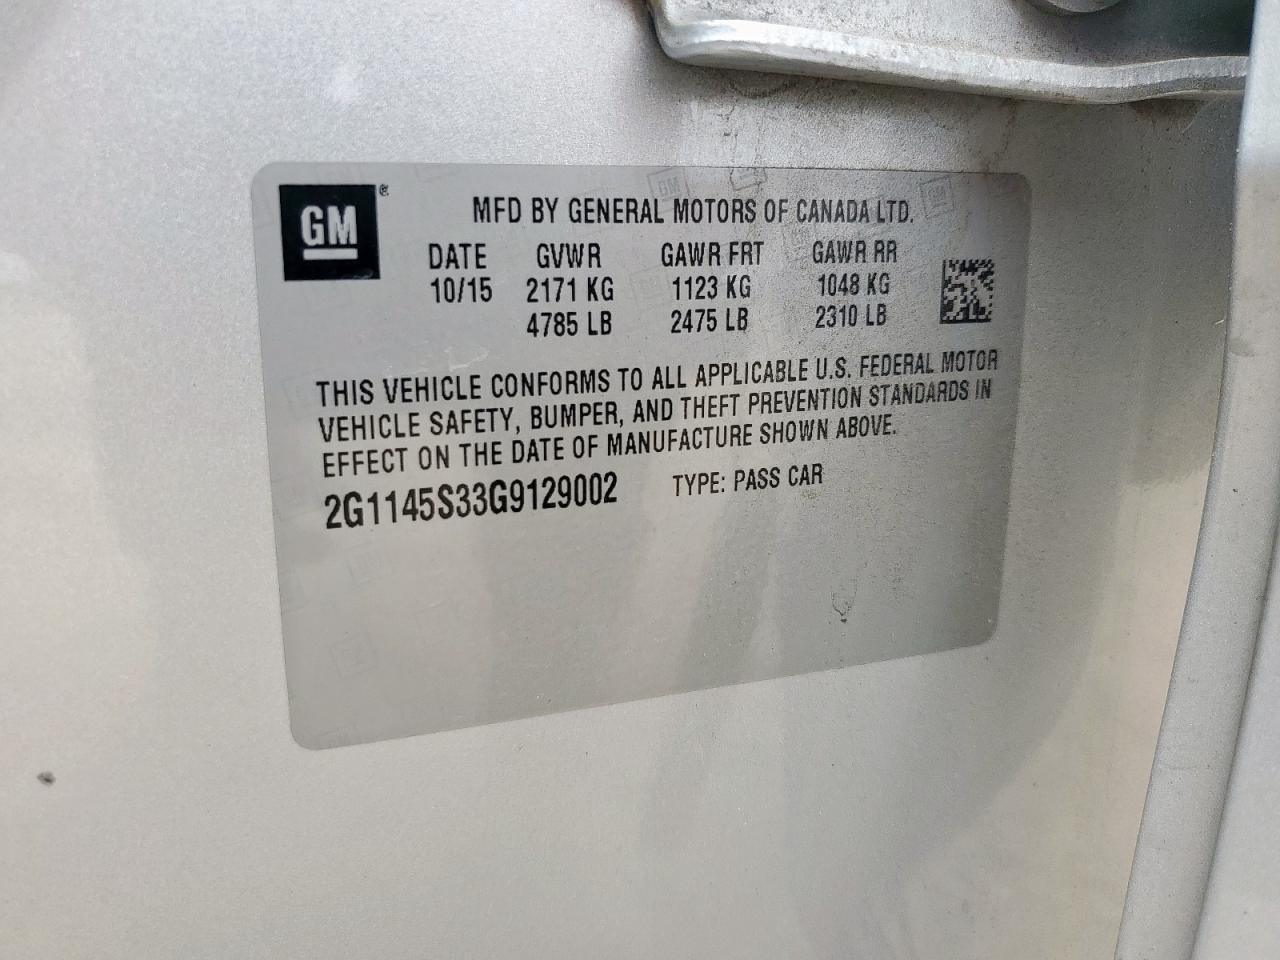 GM®
MFD BY GENERAL MOTORS OF CANADA LTD.
DATE GVWR GAWR FRT GAWR RR
10/15 2171 KG 1123 KG 1048 KG
4785 LB 2475 LB 2310 LB
THIS VEHICLE CONFORMS TO ALL APPLICABLE U.S. FEDERAL MOTOR
VEHICLE SAFETY, BUMPER, AND THEFT PREVENTION STANDARDS IN
EFFECT ON THE DATE OF MANUFACTURE SHOWN ABOVE.
2G1145S33G9129002 TYPE: PASS CAR